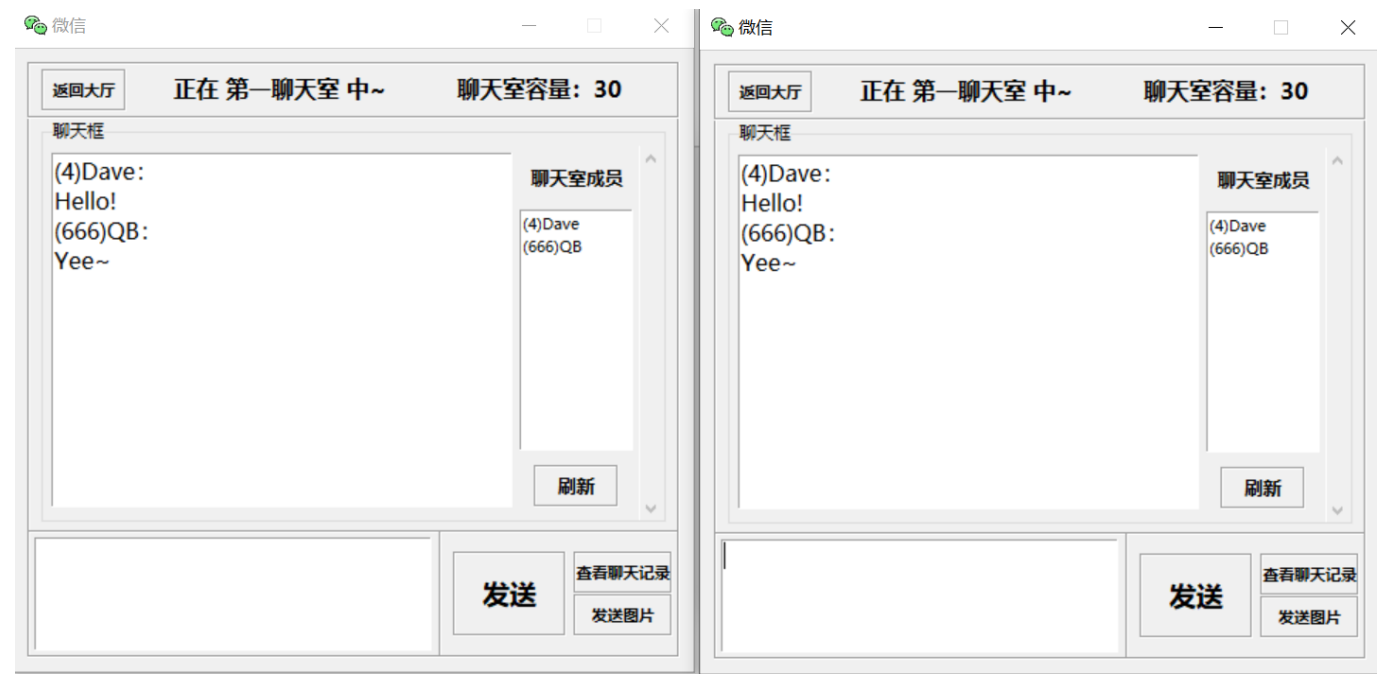 微信
返回大厅 正在 第一聊天室 中~ 聊天室容量：30
聊天框
(4)Dave：
Hello!
(666)QB：
Yee~
聊天室成员
(4)Dave
(666)QB
刷新
发送
查看聊天记录
发送图片
微信
返回大厅 正在 第一聊天室 中~ 聊天室容量：30
聊天框
(4)Dave：
Hello!
(666)QB：
Yee~
聊天室成员
(4)Dave
(666)QB
刷新
发送
查看聊天记录
发送图片